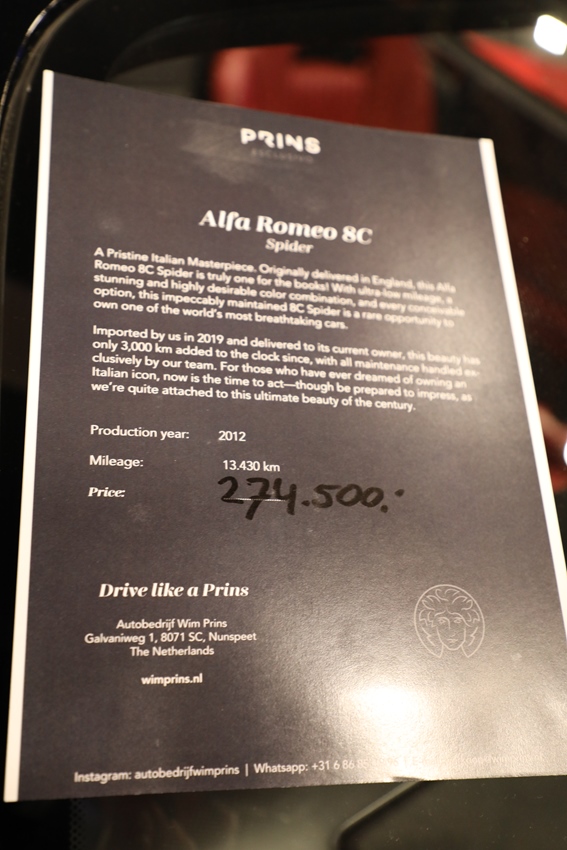 PRINS
EXCLUSIVE
Alfa Romeo 8C
Spider
A Pristine Italian Masterpiece. Originally delivered in England, this Alfa
Romeo 8C Spider is truly one for the books! With ultra-low mileage, a
stunning and highly desirable color combination, and every conceivable
option, this impeccably maintained 8C Spider is a rare opportunity to
own one of the world's most breathtaking cars.
Imported by us in 2019 and delivered to its current owner, this beauty has
only 3,000 km added to the clock since, with all maintenance handled ex-
clusively by our team. For those who have ever dreamed of owning an
Italian icon, now is the time to act—though be prepared to impress, as
we're quite attached to this ultimate beauty of the century.
Production year: 2012
Mileage: 13.430 km
Price: 274.500.-
Drive like a Prins
Autobedrijf Wim Prins
Galvaniweg 1, 8071 SC, Nunspeet
The Netherlands
wimprins.nl
Instagram: autobedrijfwimprins | Whatsapp: +31 6 86